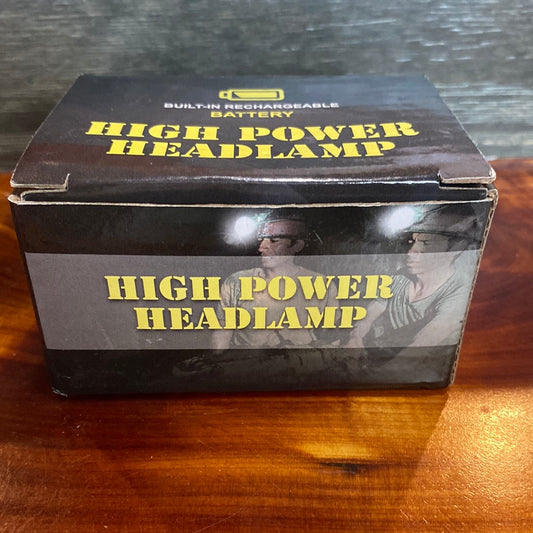 BUILT-IN RECHARGEABLE
BATTERY
HIGH POWER
HEADLAMP
HIGH POWER
HEADLAMP